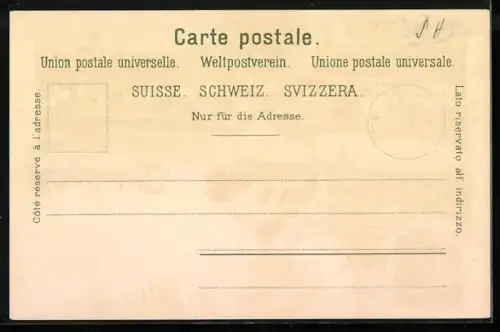 Carte postale.
Union postale universelle. Weltpostverein. Unione postale universale.
SUISSE. SCHWEIZ. SVIZZERA.
Nur für die Adresse.
Côté réservé à l'adresse.
Lato riservato all' indirizzo.